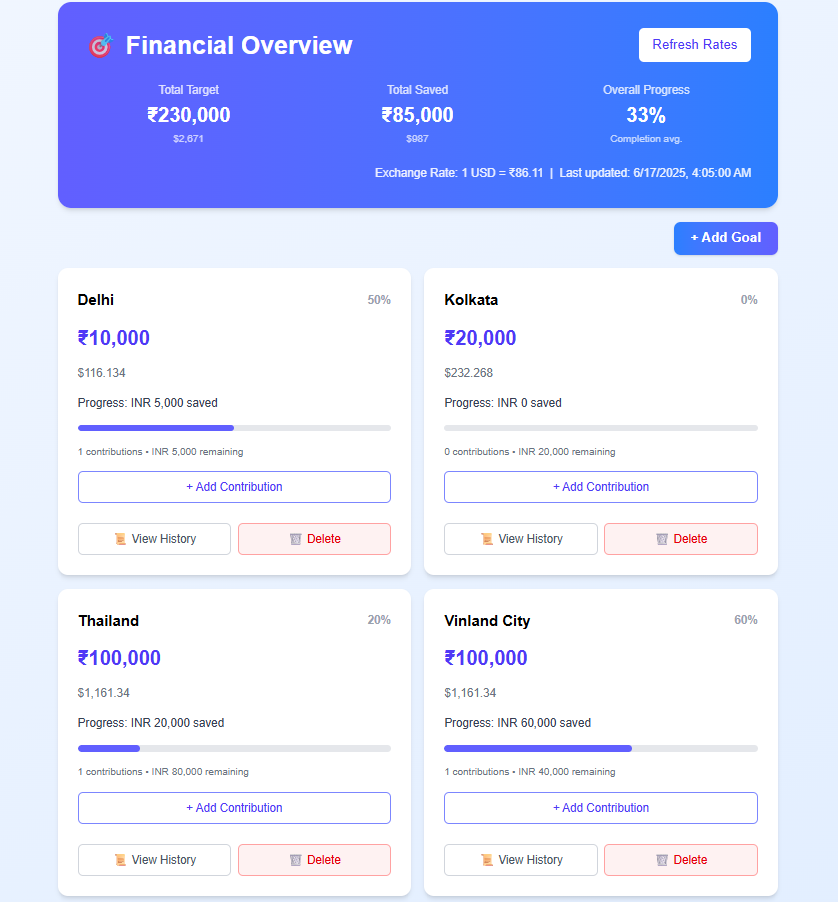 🎯 Financial Overview
Refresh Rates
Total Target
Total Saved
Overall Progress
₹230,000
₹85,000
33%
$2,671
$987
Completion avg.
Exchange Rate: 1 USD = ₹86.11 | Last updated: 6/17/2025, 4:05:00 AM
+ Add Goal
Delhi
50%
₹10,000
$116.134
Progress: INR 5,000 saved
1 contributions • INR 5,000 remaining
+ Add Contribution
📜 View History
🗑️ Delete
Kolkata
0%
₹20,000
$232.268
Progress: INR 0 saved
0 contributions • INR 20,000 remaining
+ Add Contribution
📜 View History
🗑️ Delete
Thailand
20%
₹100,000
$1,161.34
Progress: INR 20,000 saved
1 contributions • INR 80,000 remaining
+ Add Contribution
📜 View History
🗑️ Delete
Vinland City
60%
₹100,000
$1,161.34
Progress: INR 60,000 saved
1 contributions • INR 40,000 remaining
+ Add Contribution
📜 View History
🗑️ Delete